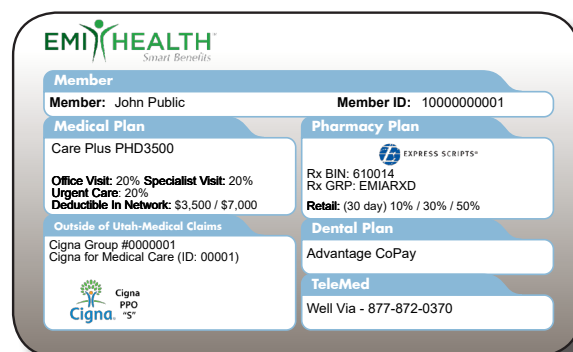 EMI HEALTH
Smart Benefits
Member
Member: John Public Member ID: 10000000001
Medical Plan
Care Plus PHD3500
Office Visit: 20% Specialist Visit: 20%
Urgent Care: 20%
Deductible In Network: $3,500 / $7,000
Pharmacy Plan
EXPRESS SCRIPTS®
Rx BIN: 610014
Rx GRP: EMIARXD
Retail: (30 day) 10% / 30% / 50%
Outside of Utah-Medical Claims
Cigna Group #0000001
Cigna for Medical Care (ID: 00001)
Cigna.
Cigna
PPO
"S"
Dental Plan
Advantage CoPay
TeleMed
Well Via - 877-872-0370